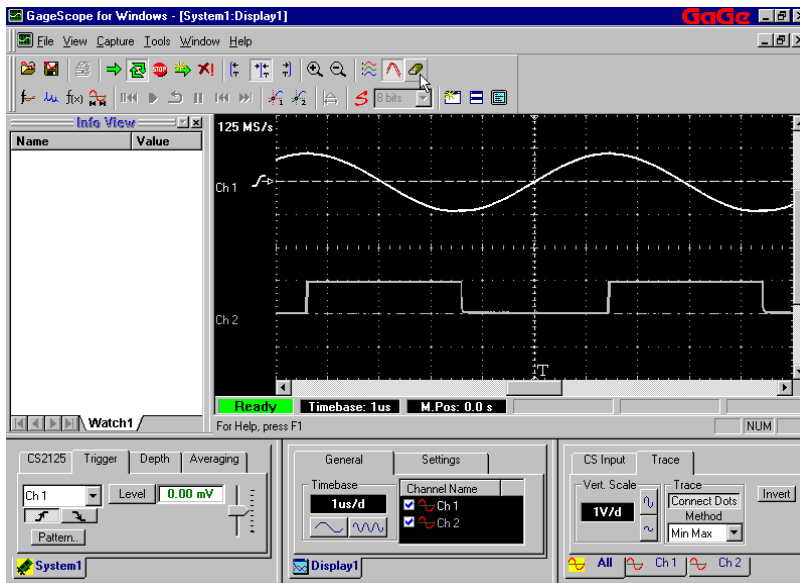 GageScope for Windows - [System1:Display1]
GaGe
File View Capture Tools Window Help
f(x)
1 2 S 8 bits
Info View
Name Value
125 MS/s
Ch 1
Ch 2
T
Ready Timebase: 1us M.Pos: 0.0 s
Watch1
For Help, press F1
NUM
CS2125 Trigger Depth Averaging
Ch 1 Level 0.00 mV
Pattern..
System1
General Settings
Timebase
1us/d
Channel Name
Ch 1
Ch 2
Display1
CS Input Trace
Vert. Scale
1V/d
Trace
Connect Dots
Method
Min Max
Invert
All Ch 1 Ch 2